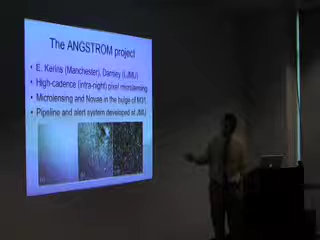 The ANGSTROM project
• E. Kerins (Manchester), Darnley (LJMU)
• High-cadence (intra-night) pixel microlensing
• Microlensing and Novae in the bulge of M31
• Pipeline and alert system developed at JMU